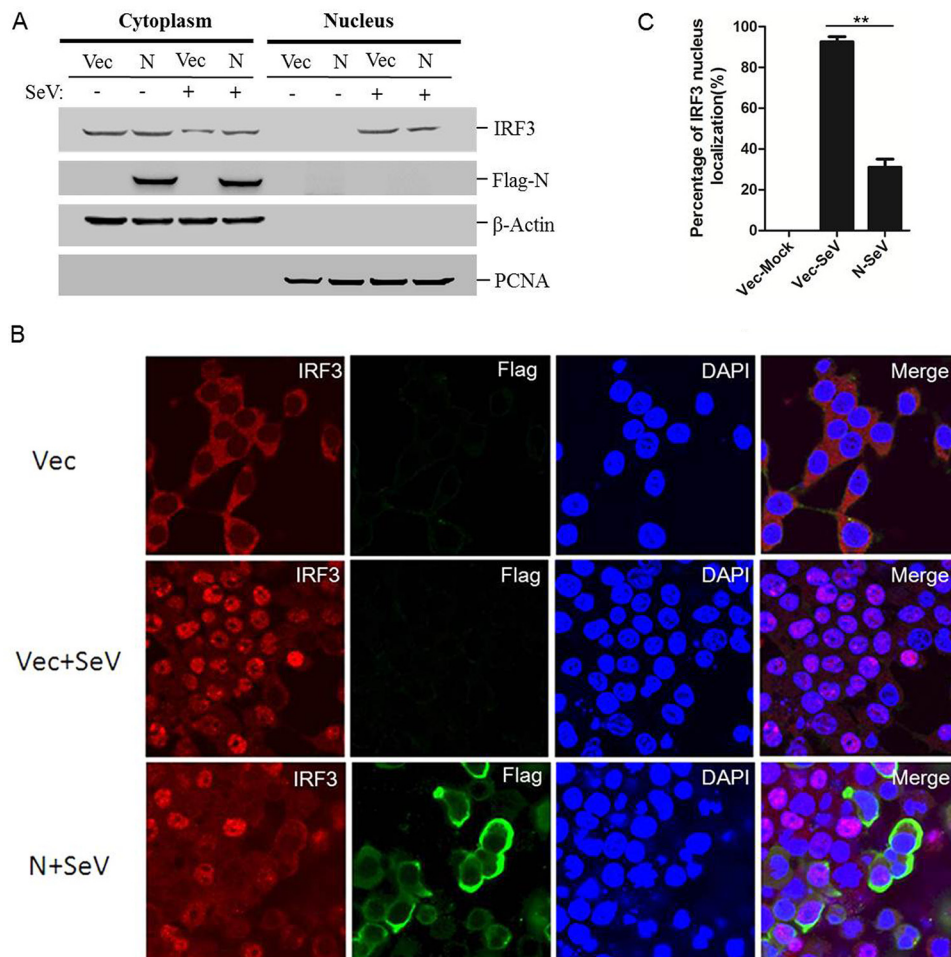 A
Cytoplasm Nucleus
Vec N Vec N Vec N Vec N
SeV: - - + + - - + +
IRF3
Flag-N
β-Actin
PCNA
C
Percentage of IRF3 nucleus
localization(%)
100
80
60
40
20
0
**
Vec-Mock
Vec-SeV
N-SeV
B
Vec
IRF3 Flag DAPI Merge
Vec+SeV
IRF3 Flag DAPI Merge
N+SeV
IRF3 Flag DAPI Merge